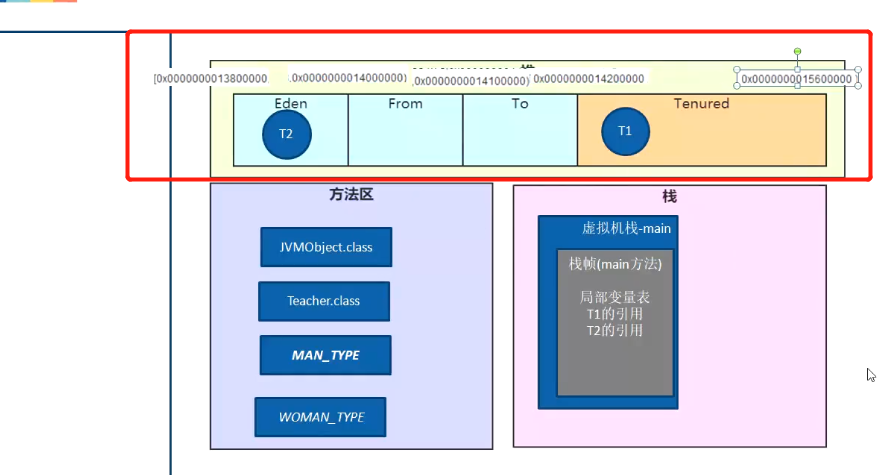 [0x0000000013800000
,0x0000000014000000)
,0x0000000014100000)
0x0000000014200000
0x0000000015600000 )
Eden
From
To
Tenured
T2
T1
方法区
JVMObject.class
Teacher.class
MAN_TYPE
WOMAN_TYPE
栈
虚拟机栈-main
栈帧(main方法)
局部变量表
T1的引用
T2的引用